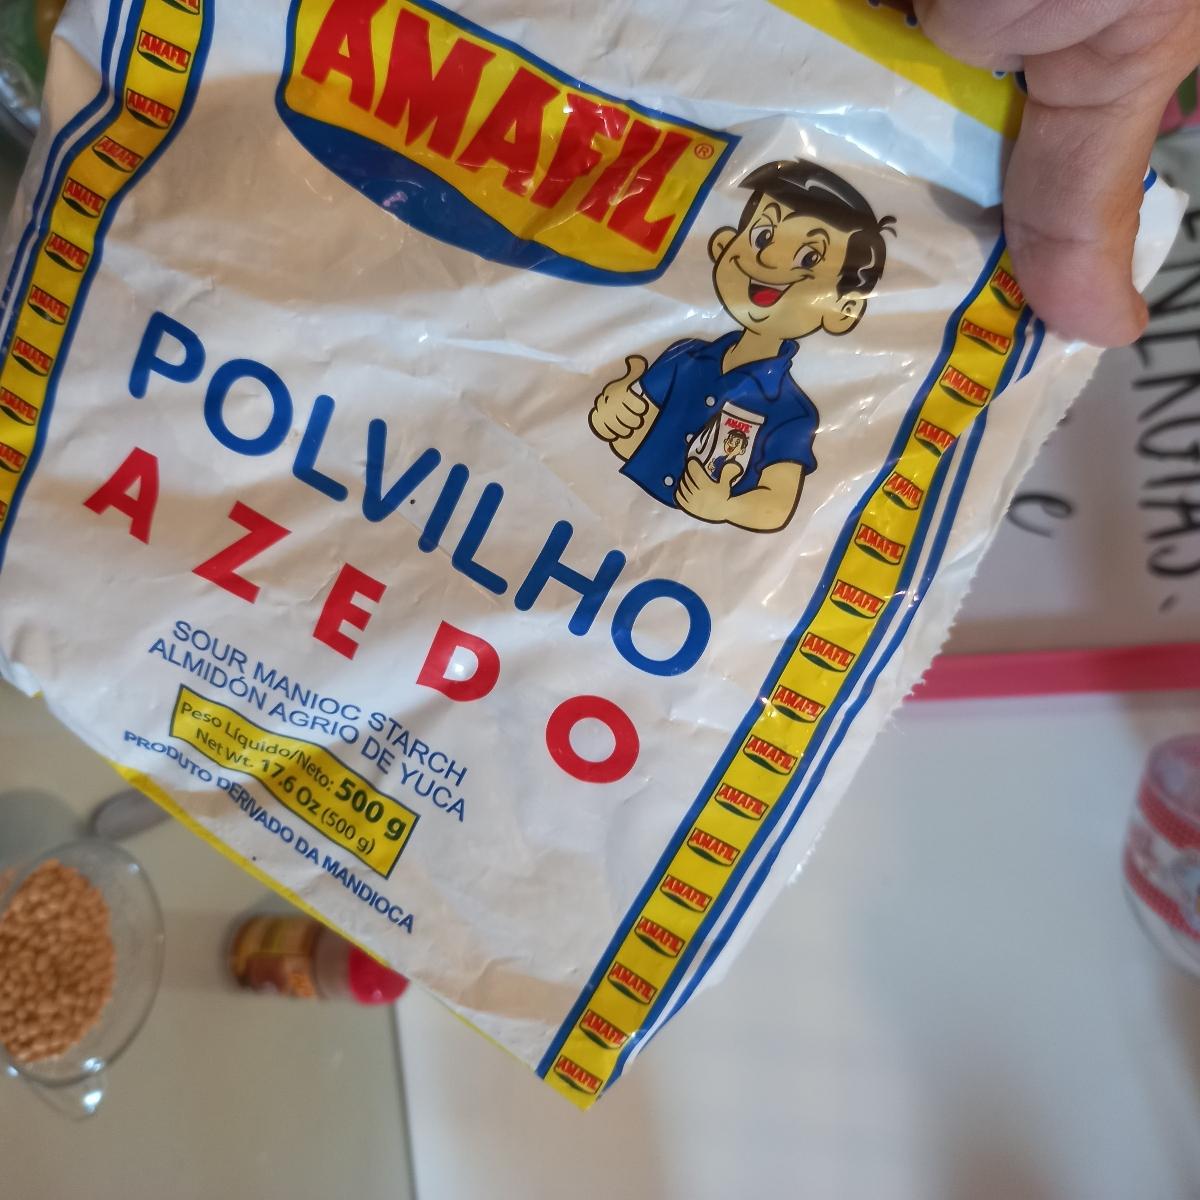 AMAFIL®
POLVILHO
AZEDO
SOUR MANIOC STARCH
ALMIDÓN AGRIO DE YUCA
Peso Líquido/Neto: 500 g
Net Wt. 17.6 Oz (500 g)
PRODUTO DERIVADO DA MANDIOCA